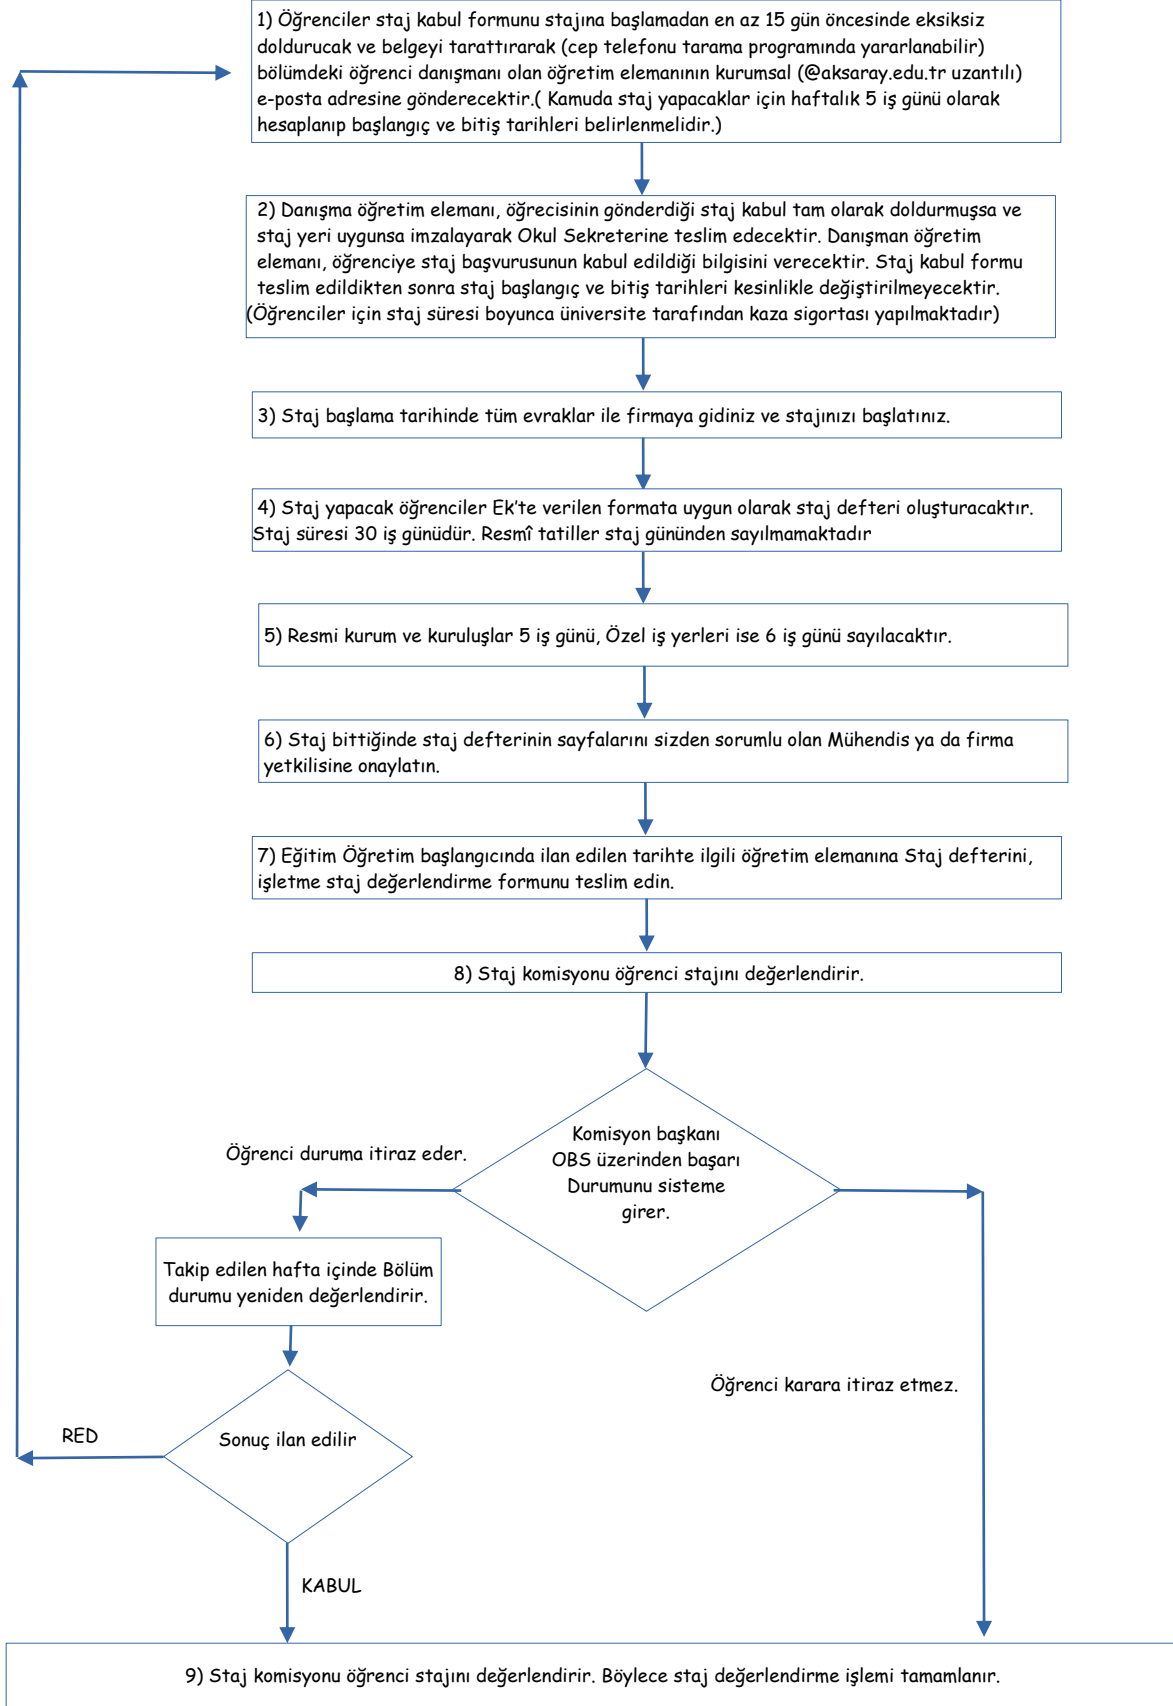 1) Öğrenciler staj kabul formunu stajına başlamadan en az 15 gün öncesinde eksiksiz
doldurucak ve belgeyi tarattırarak (cep telefonu tarama programında yararlanabilir)
bölümdeki öğrenci danışmanı olan öğretim elemanının kurumsal (@aksaray.edu.tr uzantılı)
e-posta adresine gönderecektir.( Kamuda staj yapacaklar için haftalık 5 iş günü olarak
hesaplanıp başlangıç ve bitiş tarihleri belirlenmelidir.)
2) Danışma öğretim elemanı, öğrecisinin gönderdiği staj kabul tam olarak doldurmuşsa ve
staj yeri uygunsa imzalayarak Okul Sekreterine teslim edecektir. Danışman öğretim
elemanı, öğrenciye staj başvurusunun kabul edildiği bilgisini verecektir. Staj kabul formu
teslim edildikten sonra staj başlangıç ve bitiş tarihleri kesinlikle değiştirilmeyecektir.
(Öğrenciler için staj süresi boyunca üniversite tarafından kaza sigortası yapılmaktadır)
3) Staj başlama tarihinde tüm evraklar ile firmaya gidiniz ve stajınızı başlatınız.
4) Staj yapacak öğrenciler Ek’te verilen formata uygun olarak staj defteri oluşturacaktır.
Staj süresi 30 iş günüdür. Resmî tatiller staj gününden sayılmamaktadır
5) Resmi kurum ve kuruluşlar 5 iş günü, Özel iş yerleri ise 6 iş günü sayılacaktır.
6) Staj bittiğinde staj defterinin sayfalarını sizden sorumlu olan Mühendis ya da firma
yetkilisine onaylatın.
7) Eğitim Öğretim başlangıcında ilan edilen tarihte ilgili öğretim elemanına Staj defterini,
işletme staj değerlendirme formunu teslim edin.
8) Staj komisyonu öğrenci stajını değerlendirir.
Komisyon başkanı
OBS üzerinden başarı
Durumunu sisteme
girer.
Öğrenci duruma itiraz eder.
Takip edilen hafta içinde Bölüm
durumu yeniden değerlendirir.
Öğrenci karara itiraz etmez.
RED
Sonuç ilan edilir
KABUL
9) Staj komisyonu öğrenci stajını değerlendirir. Böylece staj değerlendirme işlemi tamamlanır.